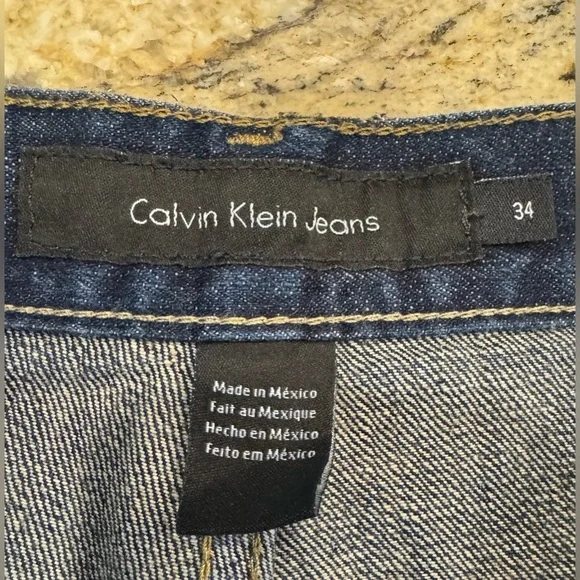 Calvin Klein Jeans
34
Made in México
Fait au Mexique
Hecho en México
Feito em México